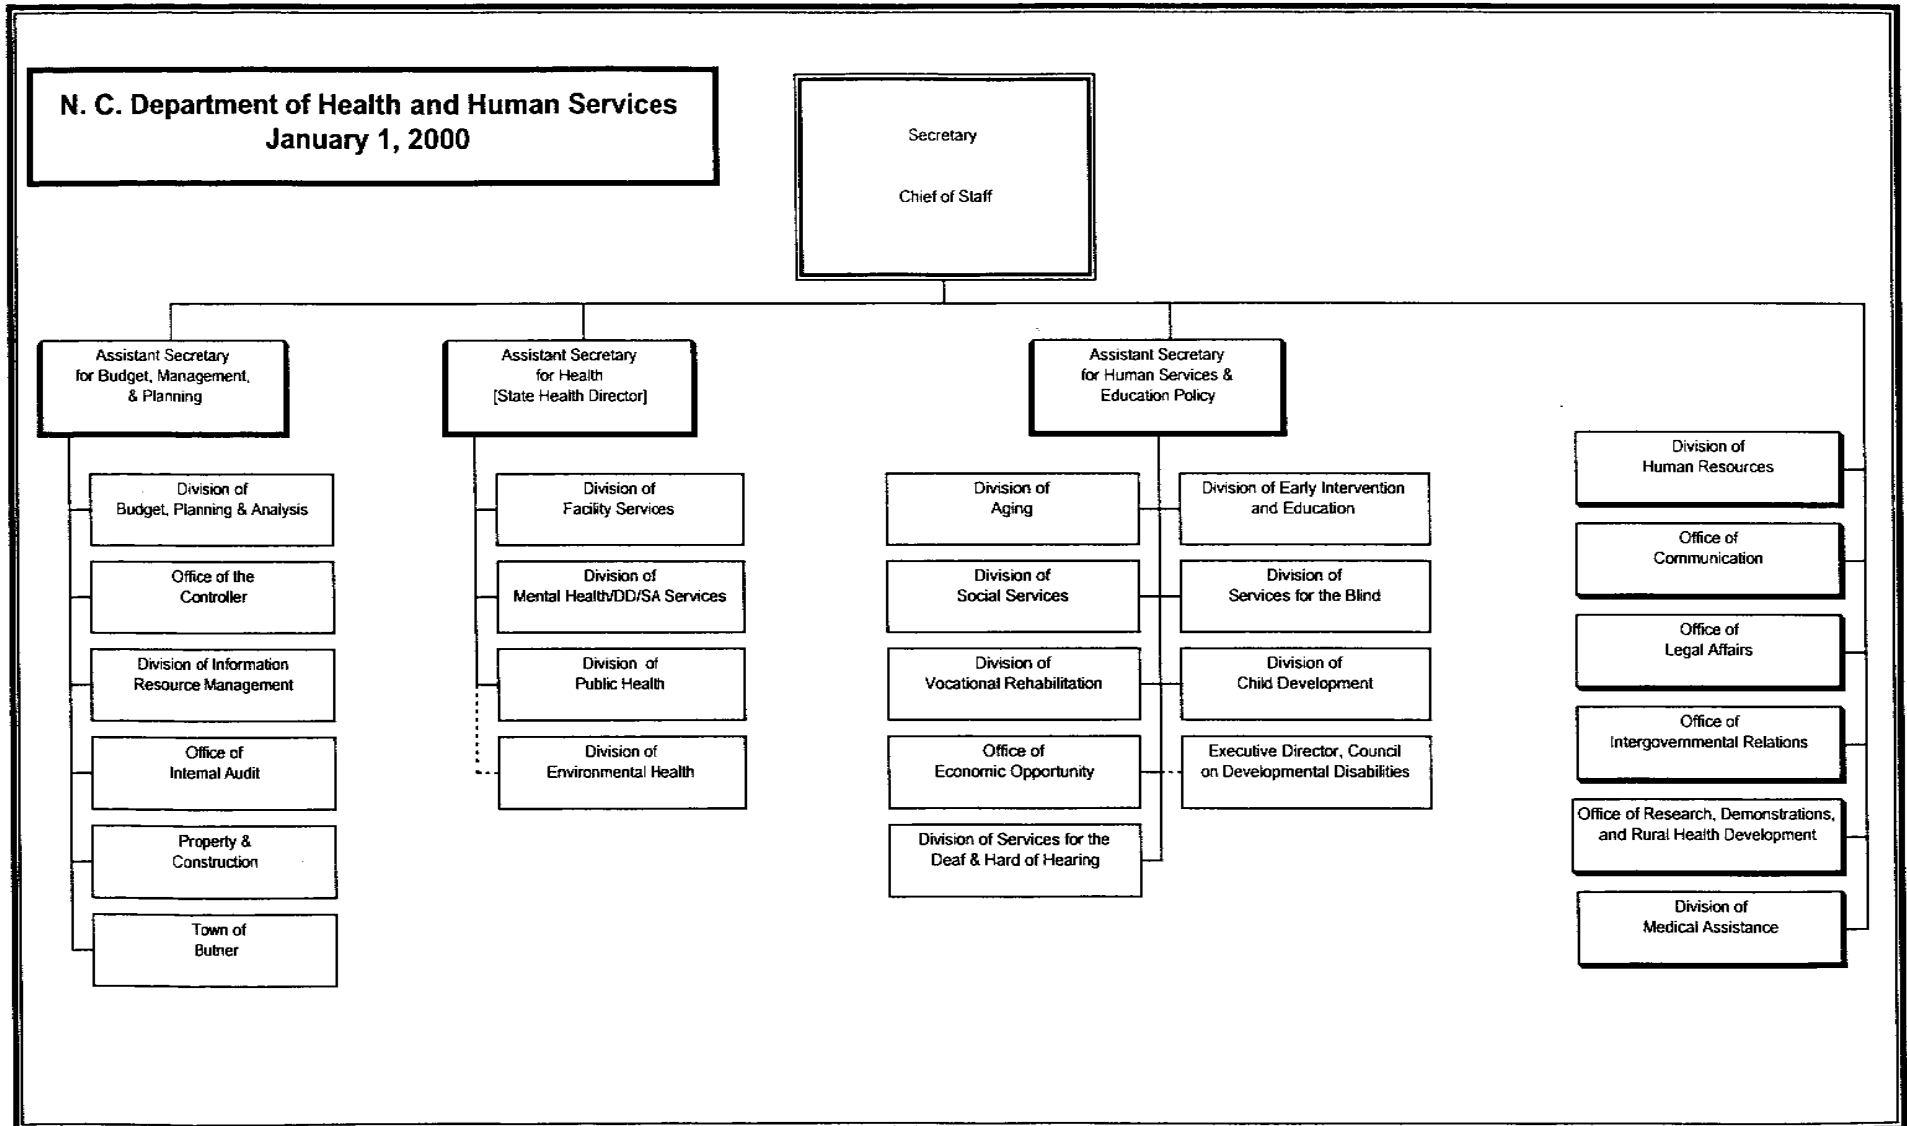 N. C. Department of Health and Human Services
January 1, 2000
Secretary
Chief of Staff
Assistant Secretary
for Budget, Management,
& Planning
Division of
Budget, Planning & Analysis
Office of the
Controller
Division of Information
Resource Management
Office of
Internal Audit
Property &
Construction
Town of
Butner
Assistant Secretary
for Health
[State Health Director]
Division of
Facility Services
Division of
Mental Health/DD/SA Services
Division of
Public Health
Division of
Environmental Health
Assistant Secretary
for Human Services &
Education Policy
Division of
Aging
Division of Early Intervention
and Education
Division of
Social Services
Division of
Services for the Blind
Division of
Vocational Rehabilitation
Division of
Child Development
Office of
Economic Opportunity
Executive Director, Council
on Developmental Disabilities
Division of Services for the
Deaf & Hard of Hearing
Division of
Human Resources
Office of
Communication
Office of
Legal Affairs
Office of
Intergovernmental Relations
Office of Research, Demonstrations,
and Rural Health Development
Division of
Medical Assistance